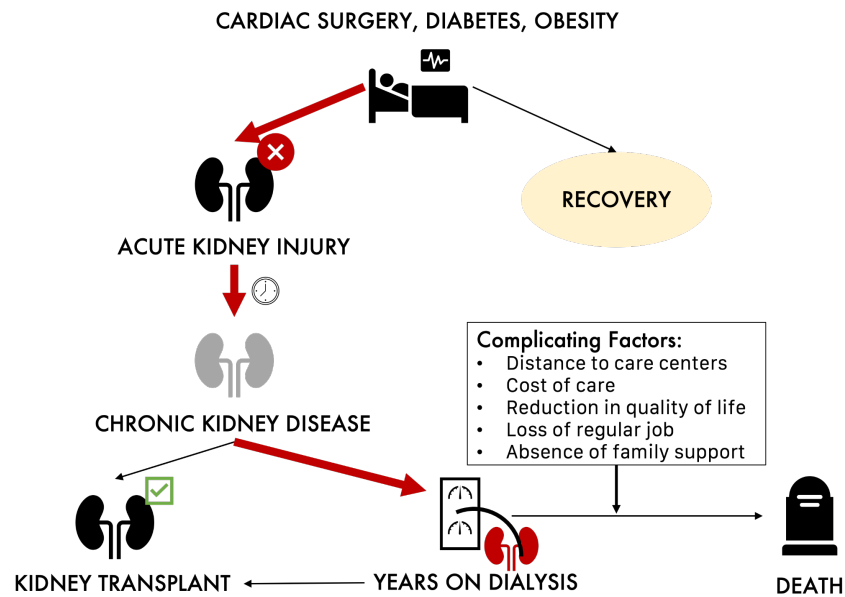 CARDIAC SURGERY, DIABETES, OBESITY
RECOVERY
ACUTE KIDNEY INJURY
Complicating Factors:
• Distance to care centers
• Cost of care
• Reduction in quality of life
• Loss of regular job
• Absence of family support
CHRONIC KIDNEY DISEASE
KIDNEY TRANSPLANT
YEARS ON DIALYSIS
DEATH